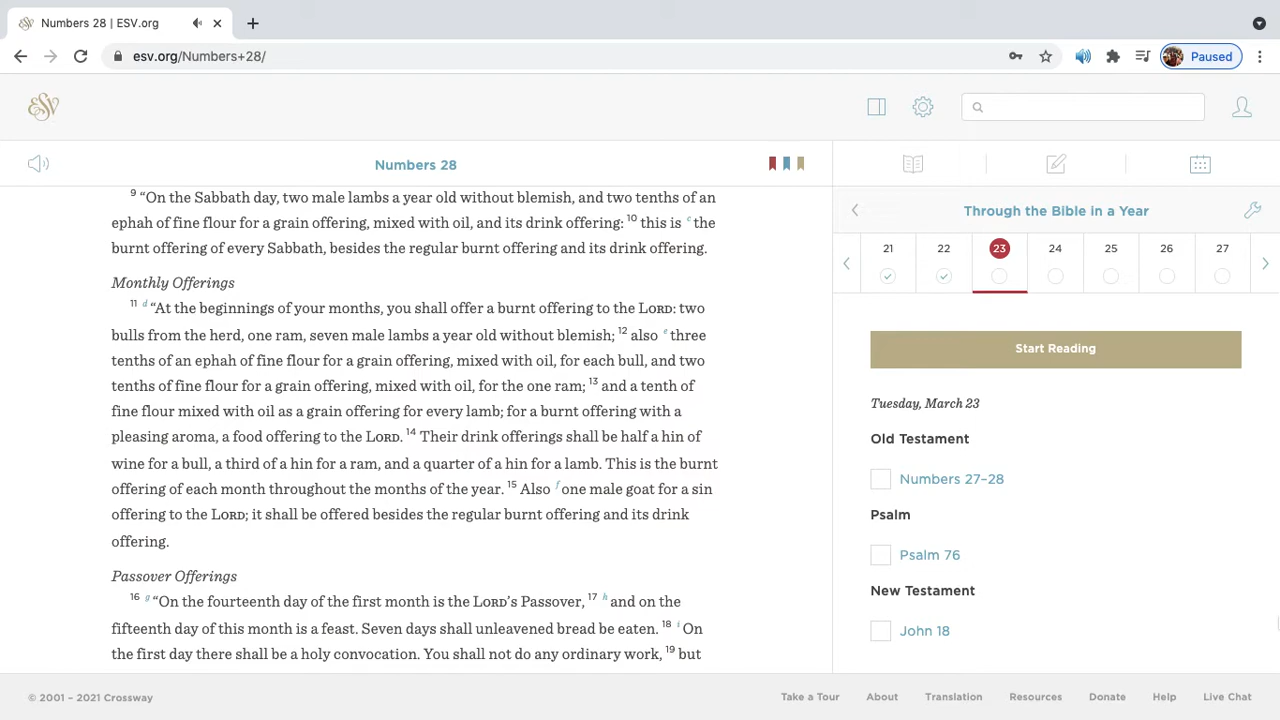 Numbers 28 | ESV.org
esv.org/Numbers+28/
Paused
ESV
Numbers 28
9 “On the Sabbath day, two male lambs a year old without blemish, and two tenths of an
ephah of fine flour for a grain offering, mixed with oil, and its drink offering: 10 this is c the
burnt offering of every Sabbath, besides the regular burnt offering and its drink offering.
Monthly Offerings
11 d “At the beginnings of your months, you shall offer a burnt offering to the LORD: two
bulls from the herd, one ram, seven male lambs a year old without blemish; 12 also e three
tenths of an ephah of fine flour for a grain offering, mixed with oil, for each bull, and two
tenths of fine flour for a grain offering, mixed with oil, for the one ram; 13 and a tenth of
fine flour mixed with oil as a grain offering for every lamb; for a burnt offering with a
pleasing aroma, a food offering to the LORD. 14 Their drink offerings shall be half a hin of
wine for a bull, a third of a hin for a ram, and a quarter of a hin for a lamb. This is the burnt
offering of each month throughout the months of the year. 15 Also f one male goat for a sin
offering to the LORD; it shall be offered besides the regular burnt offering and its drink
offering.
Passover Offerings
16 g “On the fourteenth day of the first month is the LORD’s Passover, 17 h and on the
fifteenth day of this month is a feast. Seven days shall unleavened bread be eaten. 18 i On
the first day there shall be a holy convocation. You shall not do any ordinary work, 19 but
Through the Bible in a Year
21 22 23 24 25 26 27
Start Reading
Tuesday, March 23
Old Testament
Numbers 27–28
Psalm
Psalm 76
New Testament
John 18
© 2001 – 2021 Crossway
Take a Tour About Translation Resources Donate Help Live Chat